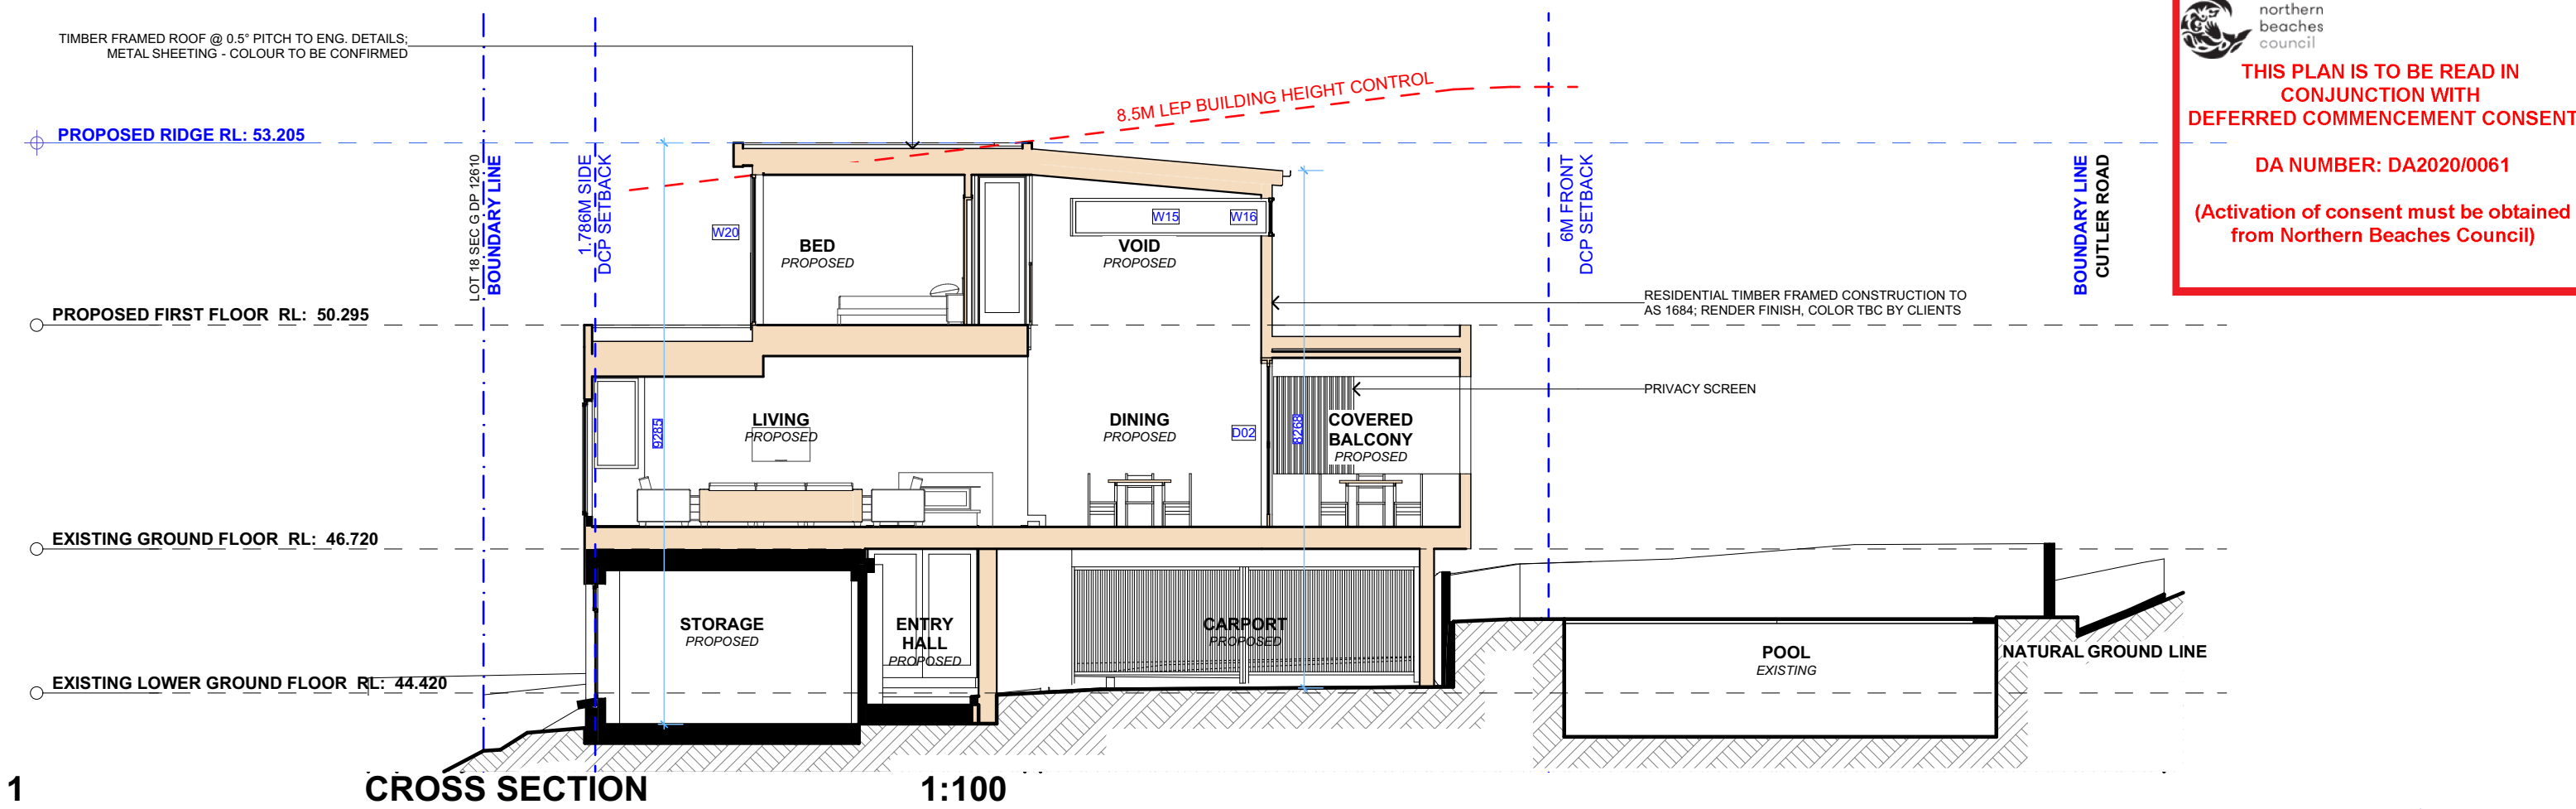 TIMBER FRAMED ROOF @ 0.5° PITCH TO ENG. DETAILS;
METAL SHEETING - COLOUR TO BE CONFIRMED
8.5M LEP BUILDING HEIGHT CONTROL
northern
beaches
council
THIS PLAN IS TO BE READ IN
CONJUNCTION WITH
DEFERRED COMMENCEMENT CONSENT
DA NUMBER: DA2020/0061
(Activation of consent must be obtained
from Northern Beaches Council)
PROPOSED RIDGE RL: 53.205
LOT 18 SEC G DP 12610
BOUNDARY LINE
1.786M SIDE
DCP SETBACK
6M FRONT
DCP SETBACK
BOUNDARY LINE
CUTLER ROAD
W20
BED
PROPOSED
W15
W16
VOID
PROPOSED
PROPOSED FIRST FLOOR RL: 50.295
RESIDENTIAL TIMBER FRAMED CONSTRUCTION TO
AS 1684; RENDER FINISH, COLOR TBC BY CLIENTS
PRIVACY SCREEN
9285
LIVING
PROPOSED
DINING
PROPOSED
D02
8268
COVERED
BALCONY
PROPOSED
EXISTING GROUND FLOOR RL: 46.720
STORAGE
PROPOSED
ENTRY
HALL
PROPOSED
CARPORT
PROPOSED
POOL
EXISTING
NATURAL GROUND LINE
EXISTING LOWER GROUND FLOOR RL: 44.420
1
CROSS SECTION
1:100